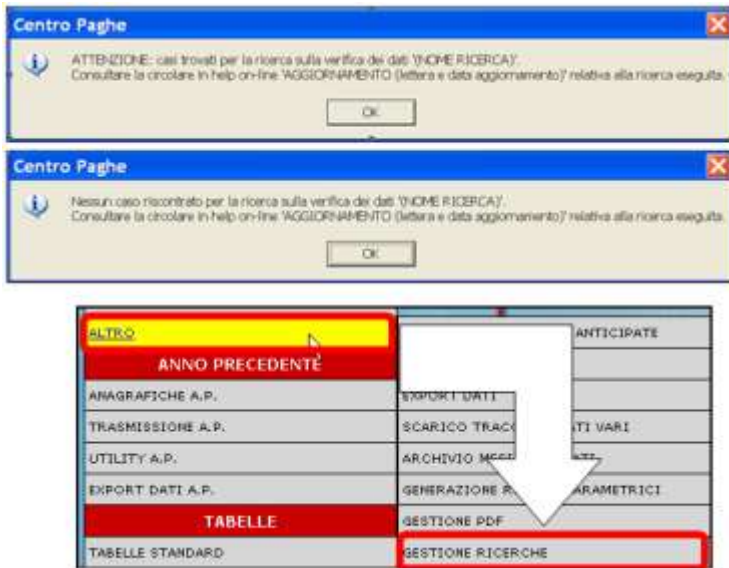 Centro Paghe
ATTENZIONE: casi trovati per la ricerca sulla verifica dei dati '(NOME RICERCA)'.
Consultare la circolare in help on-line 'AGGIORNAMENTO (lettera e data aggiornamento)' relativa alla ricerca eseguita.
OK
Centro Paghe
Nessun caso riscontrato per la ricerca sulla verifica dei dati '(NOME RICERCA)'.
Consultare la circolare in help on-line 'AGGIORNAMENTO (lettera e data aggiornamento)' relativa alla ricerca eseguita.
OK
ALTRO
ANTICIPATE
ANNO PRECEDENTE
ANAGRAFICHE A.P.
EXPORT DATI
TRASMISSIONE A.P.
SCARICO TRACC TI VARI
UTILITY A.P.
ARCHIVIO
EXPORT DATI A.P.
GENERAZIONE ARAMETRICI
TABELLE
GESTIONE PDF
TABELLE STANDARD
GESTIONE RICERCHE